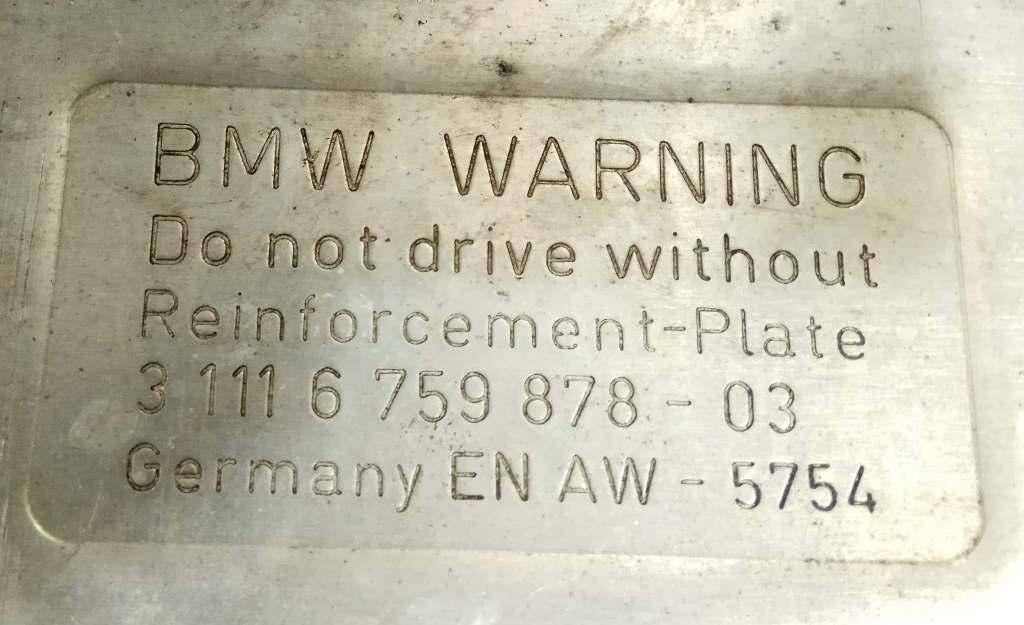 BMW WARNING
Do not drive without
Reinforcement-Plate
3 111 6 759 878 - 03
Germany EN AW - 5754